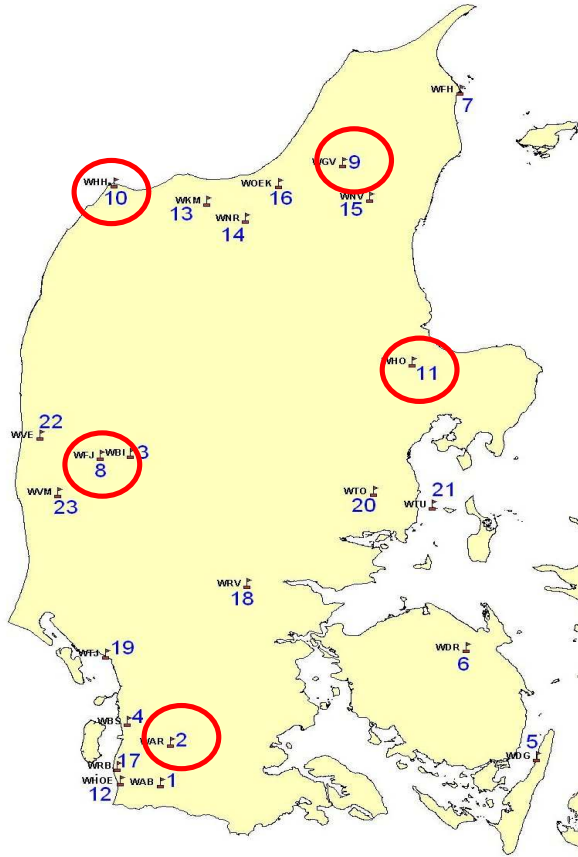 WFH
7
WGV
9
WHH
10
WKM
13
WOEK
16
WNR
14
WNV
15
WHO
11
WVE
22
WFJ
8
WBI
3
WVM
23
WTO
20
WTU
21
WRV
18
WTJ
19
WDR
6
WBS
4
WAR
2
WDG
5
WRB
17
WHOE
12
WAB
1